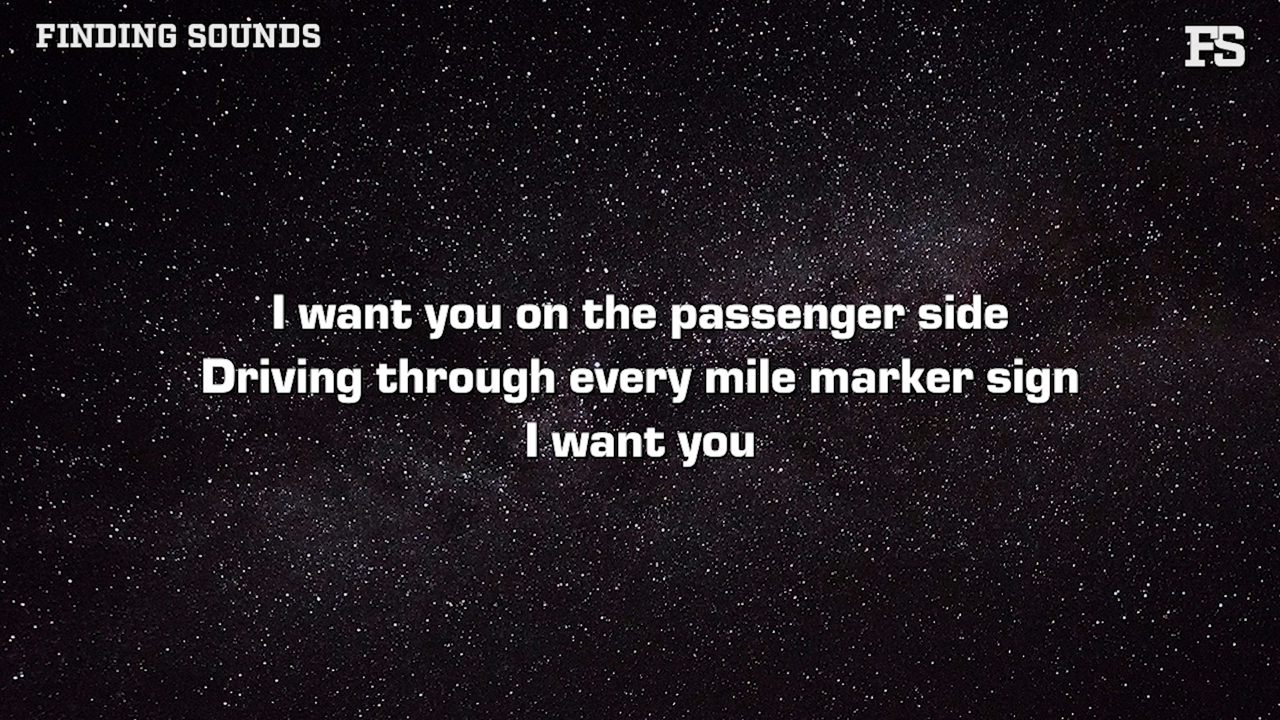 FINDING SOUNDS
FS
I want you on the passenger side
Driving through every mile marker sign
I want you